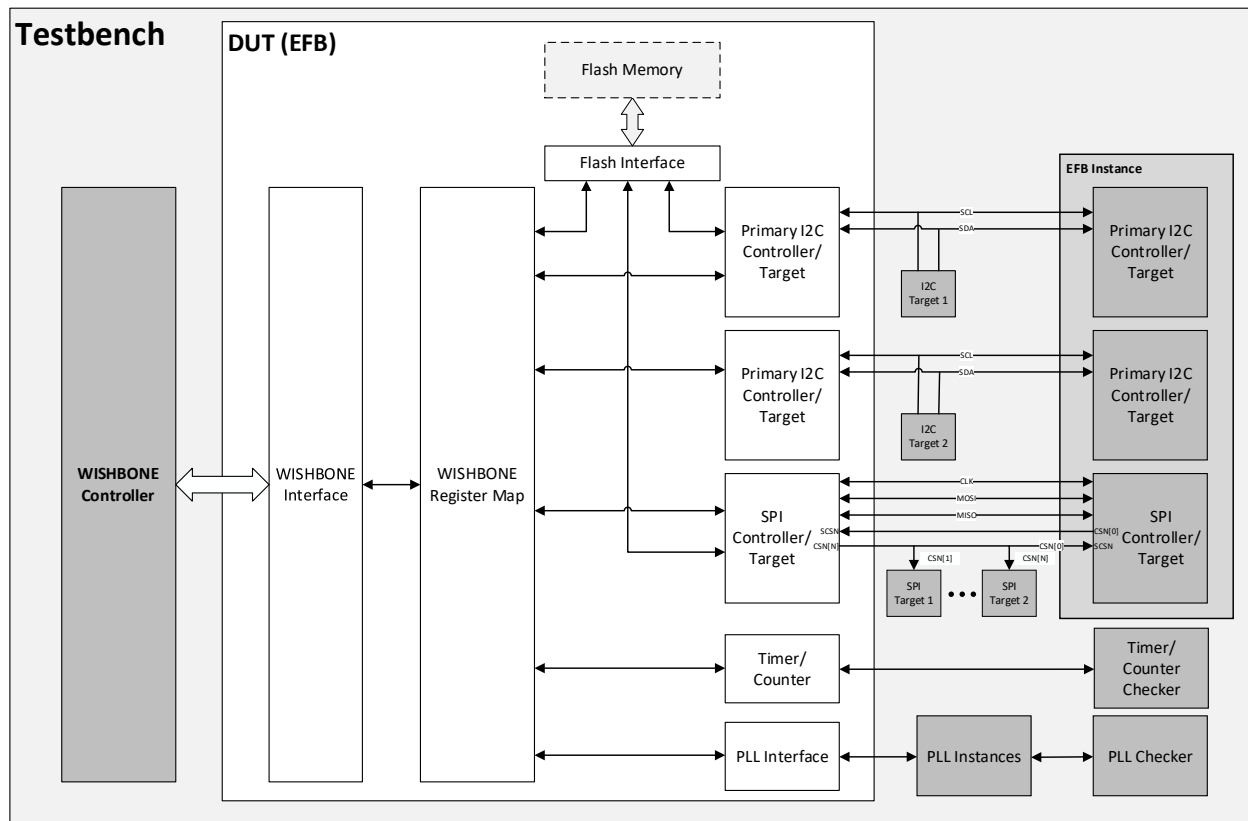 Testbench
DUT (EFB)
Flash Memory
Flash Interface
EFB Instance
WISHBONE
Controller
WISHBONE
Interface
WISHBONE
Register Map
Primary I2C
Controller/
Target
SCL
SDA
I2C
Target 1
Primary I2C
Controller/
Target
Primary I2C
Controller/
Target
SCL
SDA
I2C
Target 2
Primary I2C
Controller/
Target
SPI
Controller/
Target
SCSN
CSN[N]
CLK
MOSI
MISO
CSN[0]
CSN[1]
CSN[N]
SPI
Target 1
SPI
Target 2
CSN[0]
SCSN
SPI
Controller/
Target
Timer/
Counter
Timer/
Counter
Checker
PLL Interface
PLL Instances
PLL Checker